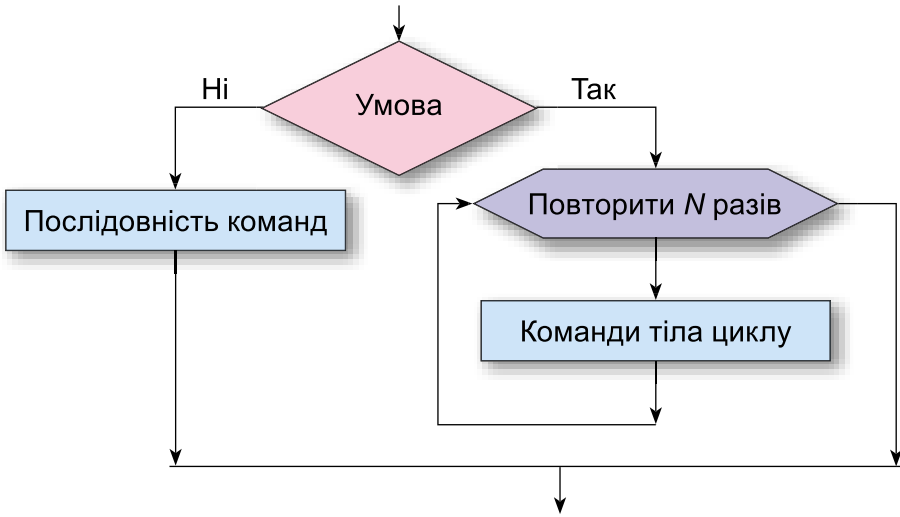 Умова
Ні
Так
Послідовність команд
Повторити N разів
Команди тіла циклу